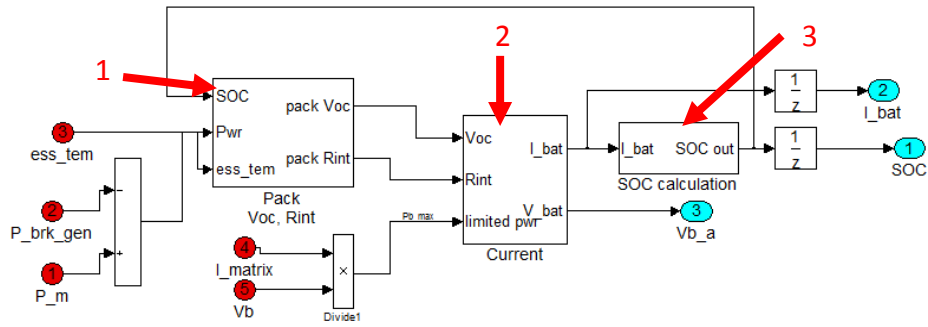 1
2
3
SOC
pack Voc
Pwr
pack Rint
ess_tem
Pack
Voc, Rint
3
ess_tem
2
P_brk_gen
−
+
1
P_m
4
I_matrix
5
Vb
×
Divide1
Pb_max
Voc
I_bat
Rint
V_bat
limited pwr
Current
I_bat
SOC out
SOC calculation
1
z
2
I_bat
1
z
1
SOC
3
Vb_a